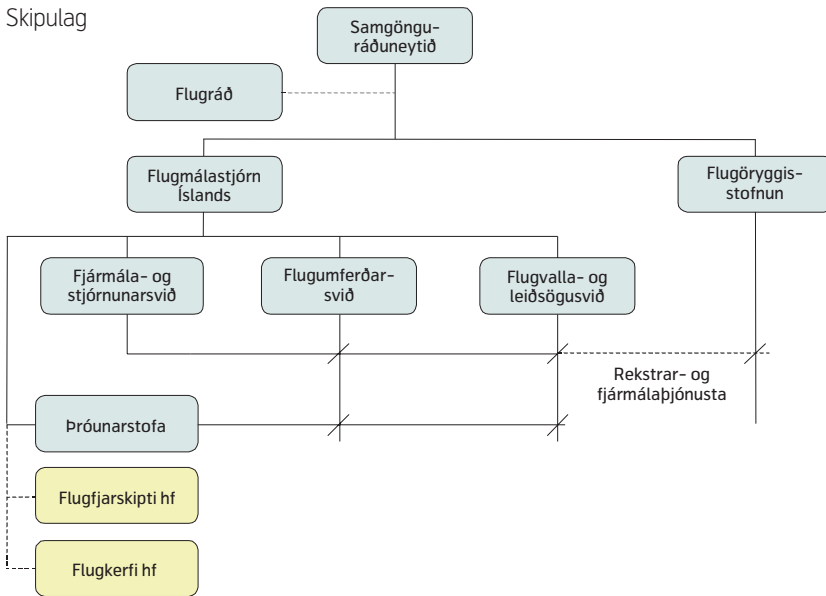 Skipulag
Samgöngu-
ráðuneytið
Flugráð
Flugmálastjórn
Íslands
Flugöryggis-
stofnun
Fjármála- og
stjórnunarsvið
Flugumferðar-
svið
Flugvalla- og
leiðsögusvið
Rekstrar- og
fjármálaþjónusta
Þróunarstofa
Flugfjarskipti hf
Flugkerfi hf